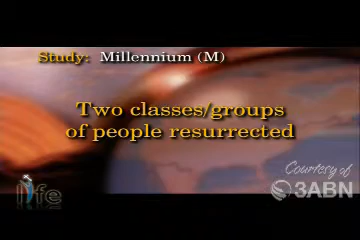 Study: Millennium (M)
Two classes/groups
of people resurrected
Courtesy of
3ABN
life